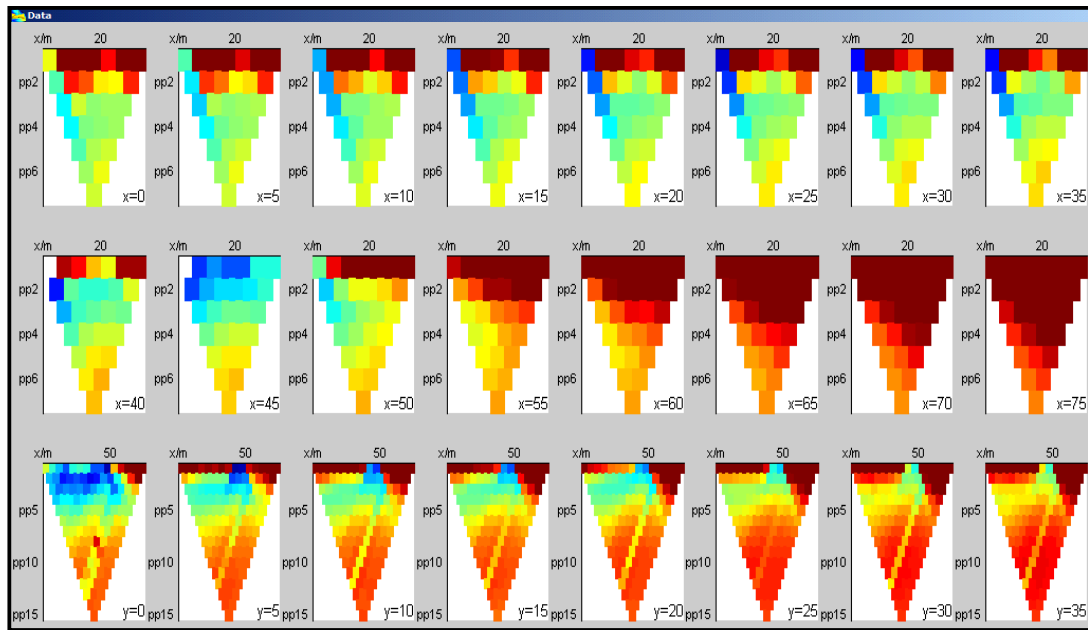 Data
x/m 20 x/m 20 x/m 20 x/m 20 x/m 20 x/m 20 x/m 20 x/m 20
pp2 pp2 pp2 pp2 pp2 pp2 pp2 pp2
pp4 pp4 pp4 pp4 pp4 pp4 pp4 pp4
pp6 pp6 pp6 pp6 pp6 pp6 pp6 pp6
x=0 x=5 x=10 x=15 x=20 x=25 x=30 x=35
x/m 20 x/m 20 x/m 20 x/m 20 x/m 20 x/m 20 x/m 20 x/m 20
pp2 pp2 pp2 pp2 pp2 pp2 pp2 pp2
pp4 pp4 pp4 pp4 pp4 pp4 pp4 pp4
pp6 pp6 pp6 pp6 pp6 pp6 pp6 pp6
x=40 x=45 x=50 x=55 x=60 x=65 x=70 x=75
x/m 50 x/m 50 x/m 50 x/m 50 x/m 50 x/m 50 x/m 50 x/m 50
pp5 pp5 pp5 pp5 pp5 pp5 pp5 pp5
pp10 pp10 pp10 pp10 pp10 pp10 pp10 pp10
pp15 pp15 pp15 pp15 pp15 pp15 pp15 pp15
y=0 y=5 y=10 y=15 y=20 y=25 y=30 y=35